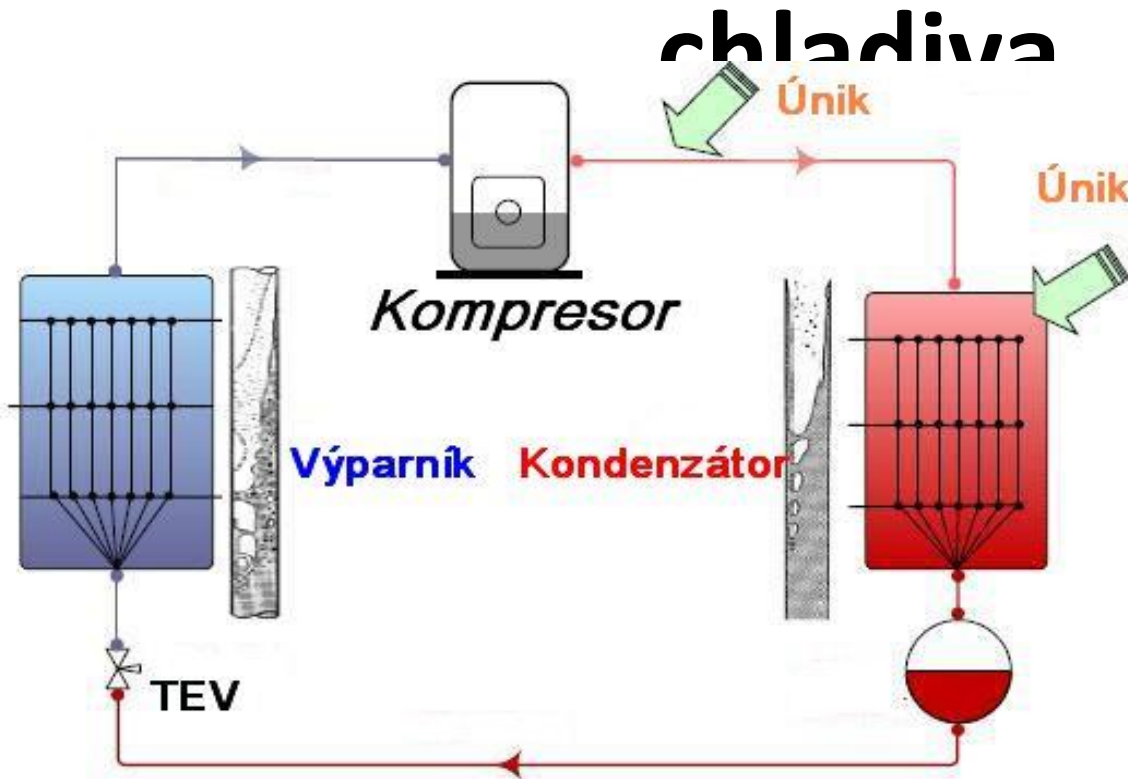 chladiva
Únik
Únik
Kompresor
Výparník
Kondenzátor
TEV